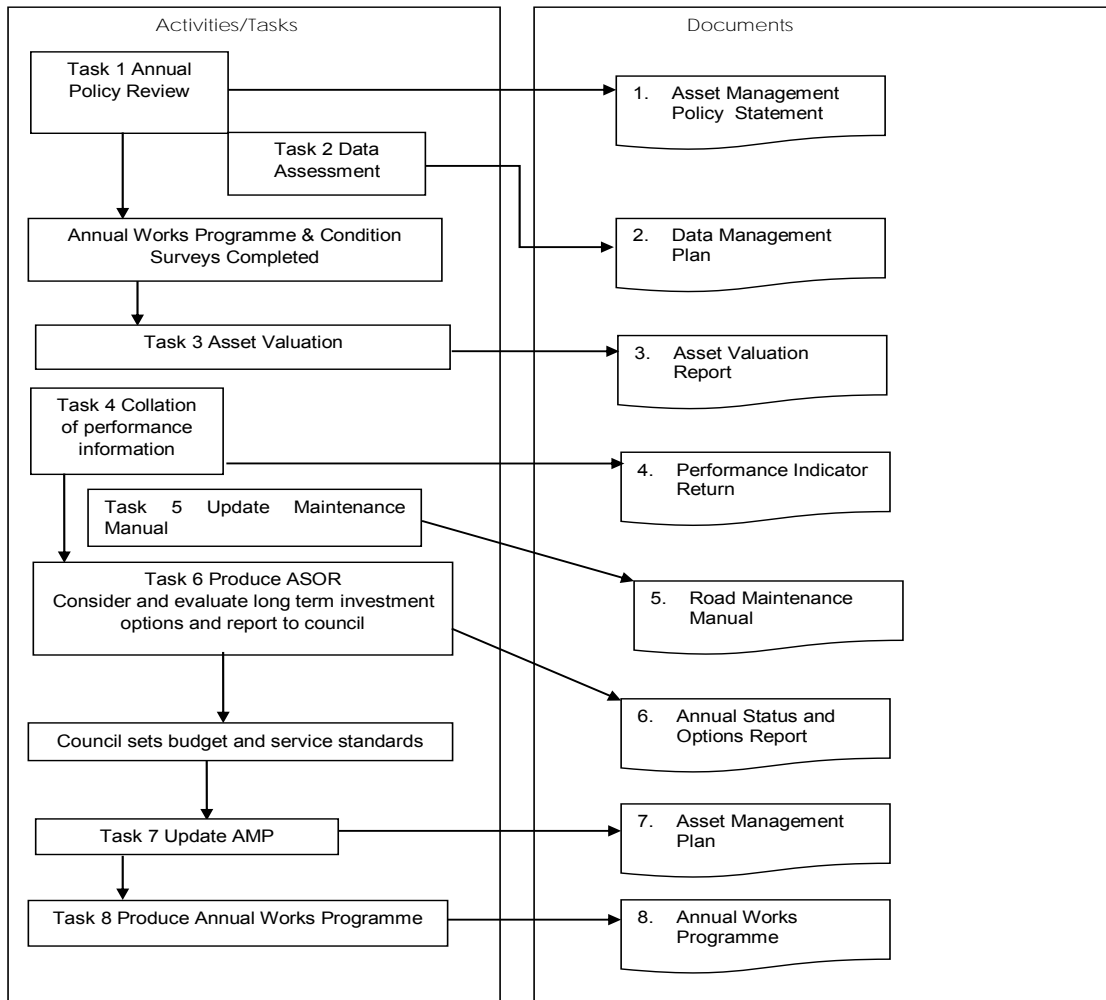 Activities/Tasks
Documents
Task 1 Annual
Policy Review
1. Asset Management
Policy Statement
Task 2 Data
Assessment
Annual Works Programme & Condition
Surveys Completed
2. Data Management
Plan
Task 3 Asset Valuation
3. Asset Valuation
Report
Task 4 Collation
of performance
information
4. Performance Indicator
Return
Task 5 Update Maintenance
Manual
Task 6 Produce ASOR
Consider and evaluate long term investment
options and report to council
5. Road Maintenance
Manual
6. Annual Status and
Options Report
Council sets budget and service standards
Task 7 Update AMP
7. Asset Management
Plan
Task 8 Produce Annual Works Programme
8. Annual Works
Programme